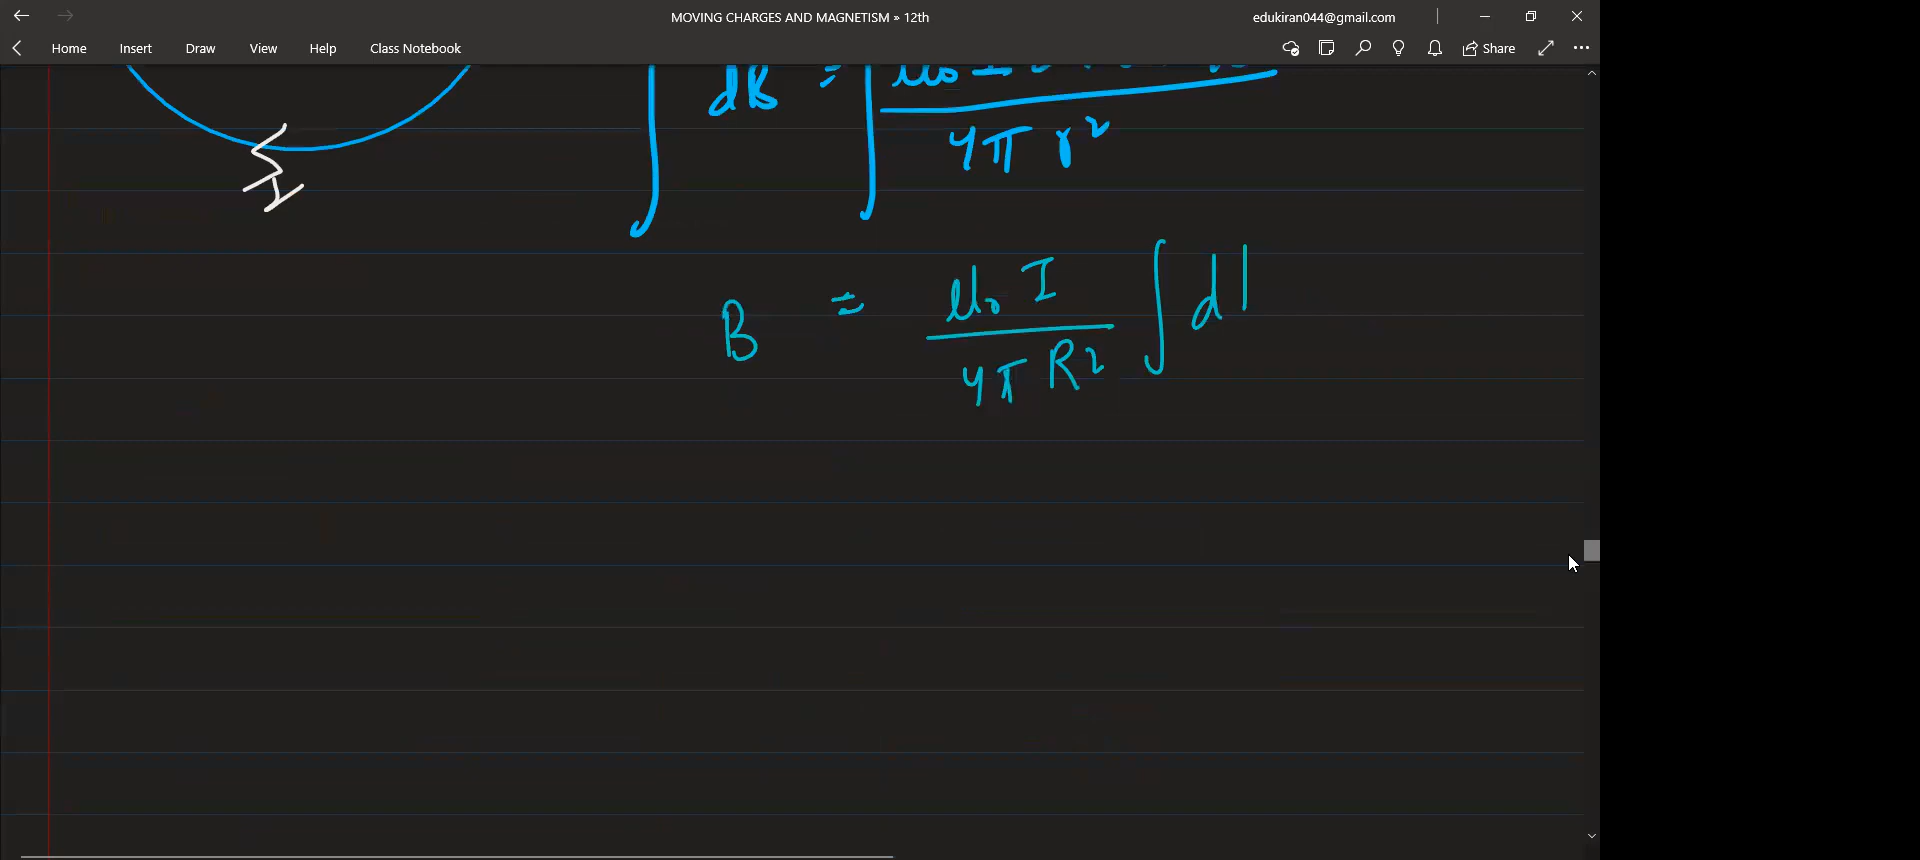 MOVING CHARGES AND MAGNETISM » 12th
edukiran044@gmail.com
Home Insert Draw View Help Class Notebook
Share
∫ dB = ∫ μ₀ I
4π r²
I
B = μ₀ I / 4π R² ∫ dl